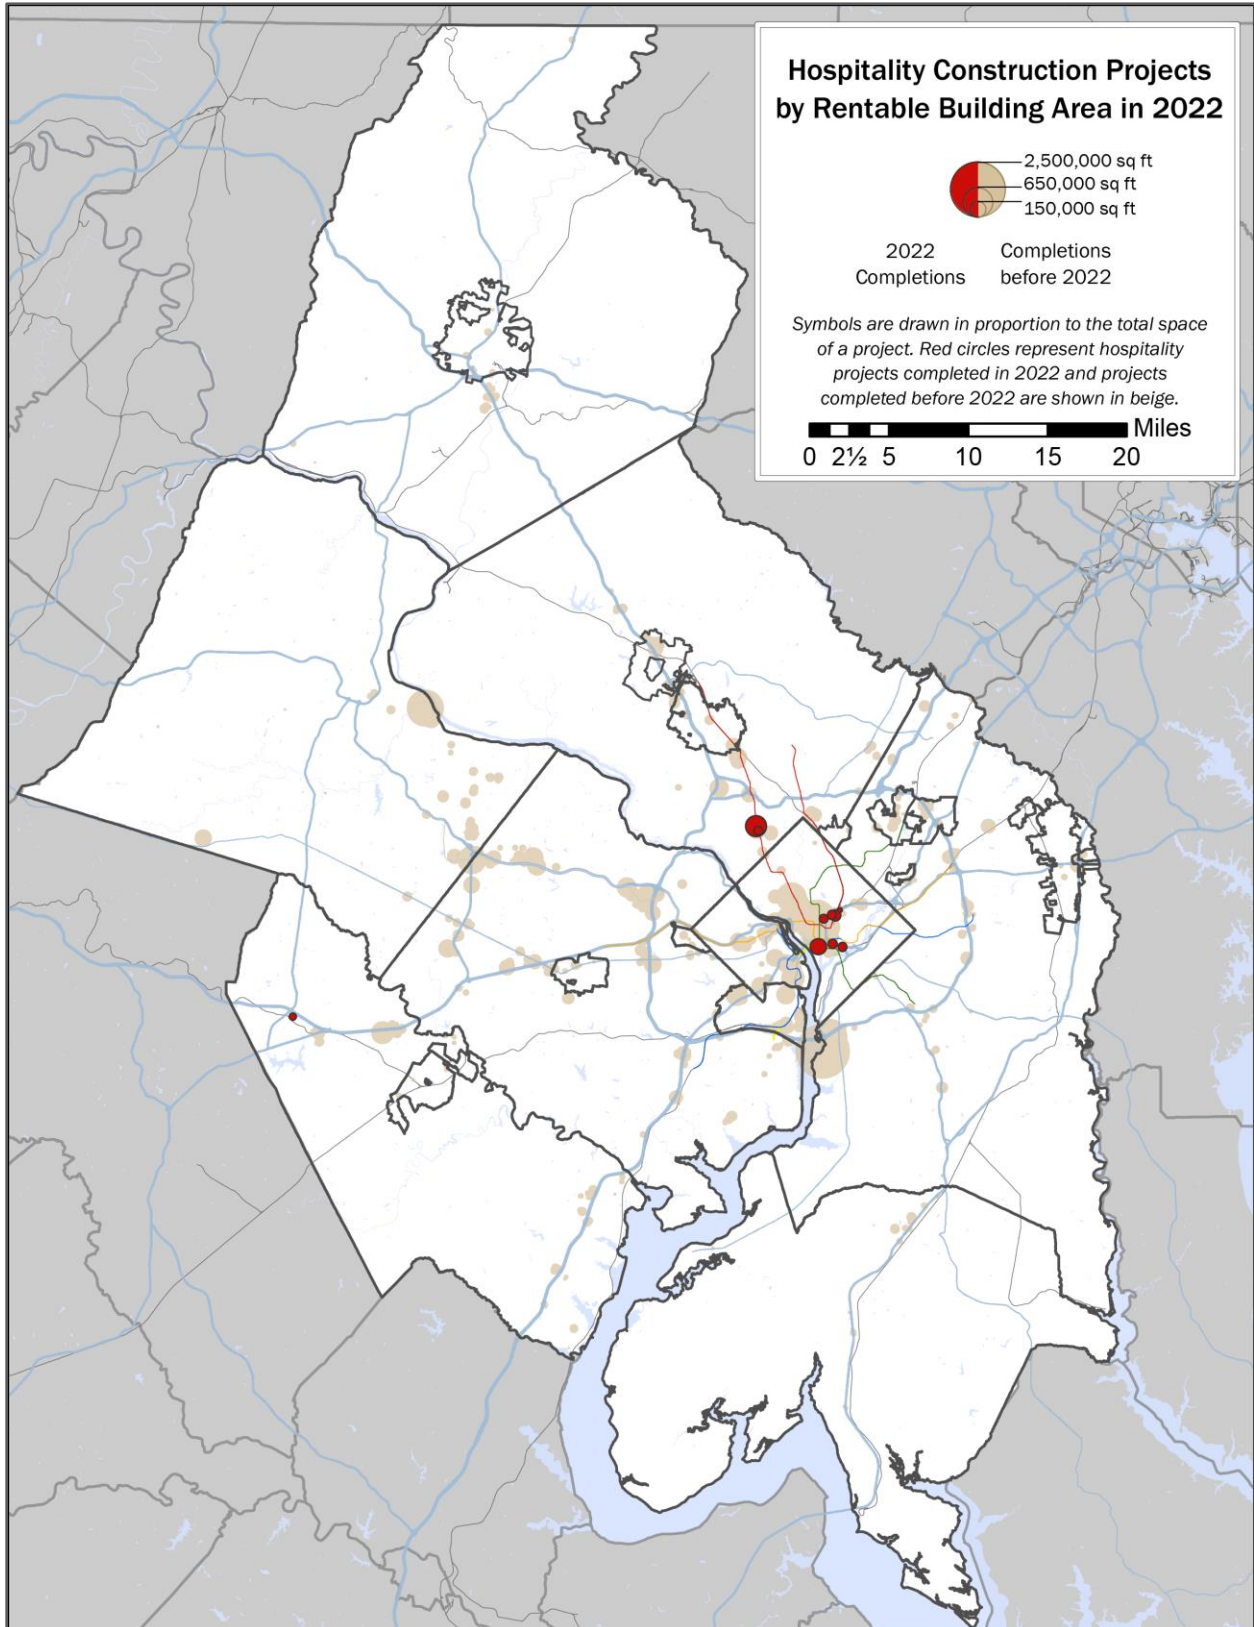 Hospitality Construction Projects
by Rentable Building Area in 2022
2,500,000 sq ft
650,000 sq ft
150,000 sq ft
2022
Completions
Completions
before 2022
Symbols are drawn in proportion to the total space
of a project. Red circles represent hospitality
projects completed in 2022 and projects
completed before 2022 are shown in beige.
Miles
0 2½ 5 10 15 20